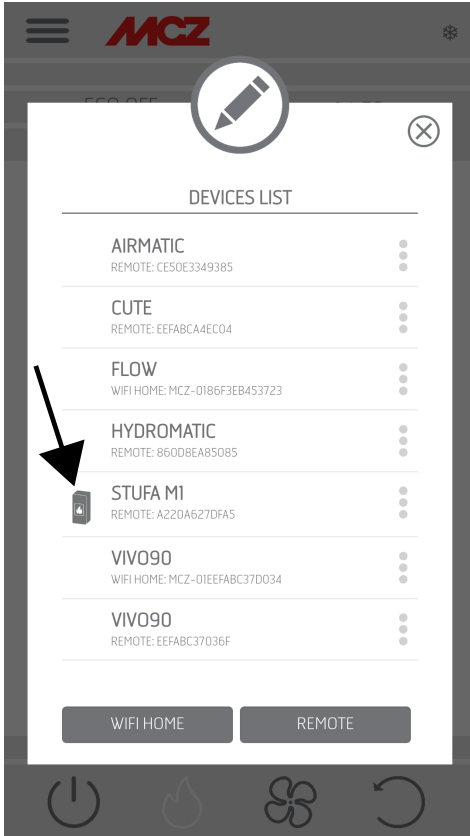 MCZ
DEVICES LIST
AIRMATIC
REMOTE: CE50E3349385
CUTE
REMOTE: EEFABCA4EC04
FLOW
WIFI HOME: MCZ-0186F3EB453723
HYDROMATIC
REMOTE: 860D8EA85085
STUFA M1
REMOTE: A220A627DFA5
VIVO90
WIFI HOME: MCZ-01EEFABC37D034
VIVO90
REMOTE: EEFABC37036F
WIFI HOME
REMOTE